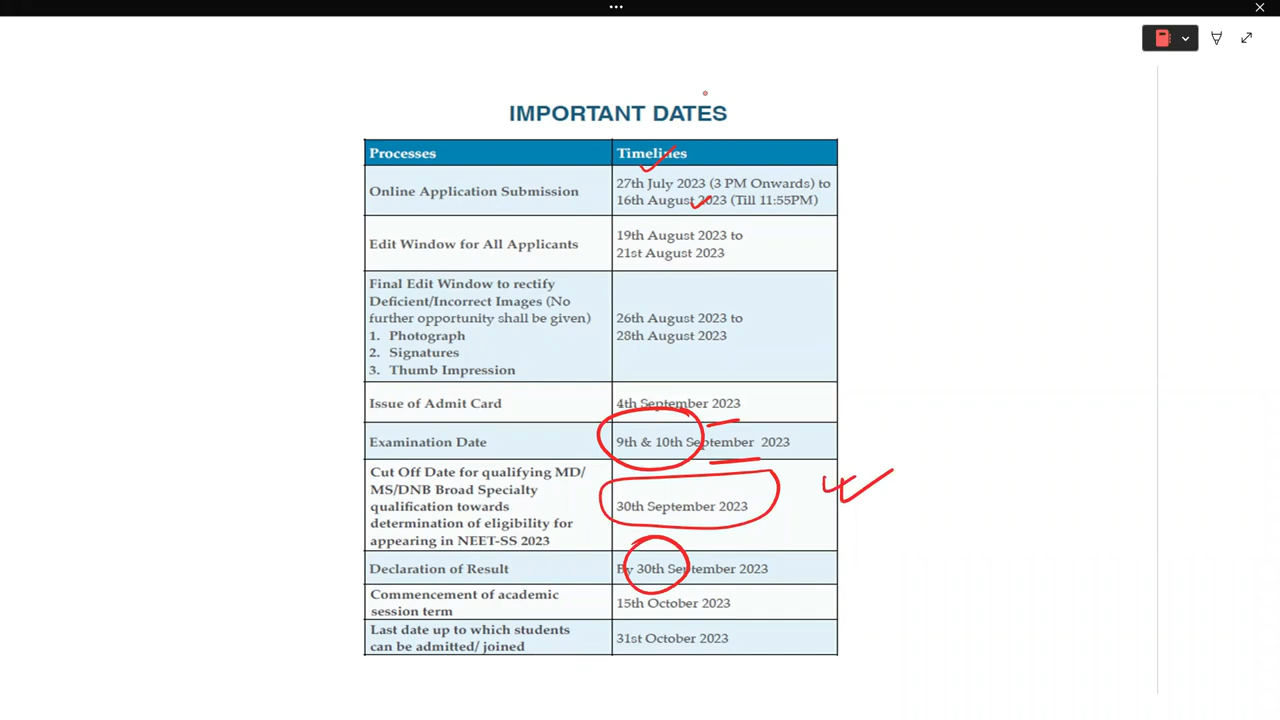 IMPORTANT DATES
Processes
Timelines
Online Application Submission
27th July 2023 (3 PM Onwards) to
16th August 2023 (Till 11:55PM)
Edit Window for All Applicants
19th August 2023 to
21st August 2023
Final Edit Window to rectify
Deficient/Incorrect Images (No
further opportunity shall be given)
1. Photograph
2. Signatures
3. Thumb Impression
26th August 2023 to
28th August 2023
Issue of Admit Card
4th September 2023
Examination Date
9th & 10th September 2023
Cut Off Date for qualifying MD/
MS/DNB Broad Specialty
qualification towards
determination of eligibility for
appearing in NEET-SS 2023
30th September 2023
Declaration of Result
By 30th September 2023
Commencement of academic
session term
15th October 2023
Last date up to which students
can be admitted/ joined
31st October 2023